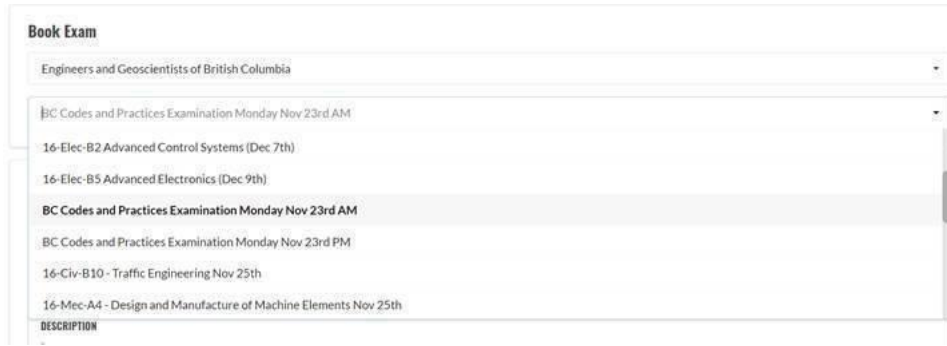 Book Exam
Engineers and Geoscientists of British Columbia
BC Codes and Practices Examination Monday Nov 23rd AM
16-Elec-B2 Advanced Control Systems (Dec 7th)
16-Elec-B5 Advanced Electronics (Dec 9th)
BC Codes and Practices Examination Monday Nov 23rd AM
BC Codes and Practices Examination Monday Nov 23rd PM
16-Civ-B10 - Traffic Engineering Nov 25th
16-Mec-A4 - Design and Manufacture of Machine Elements Nov 25th
DESCRIPTION